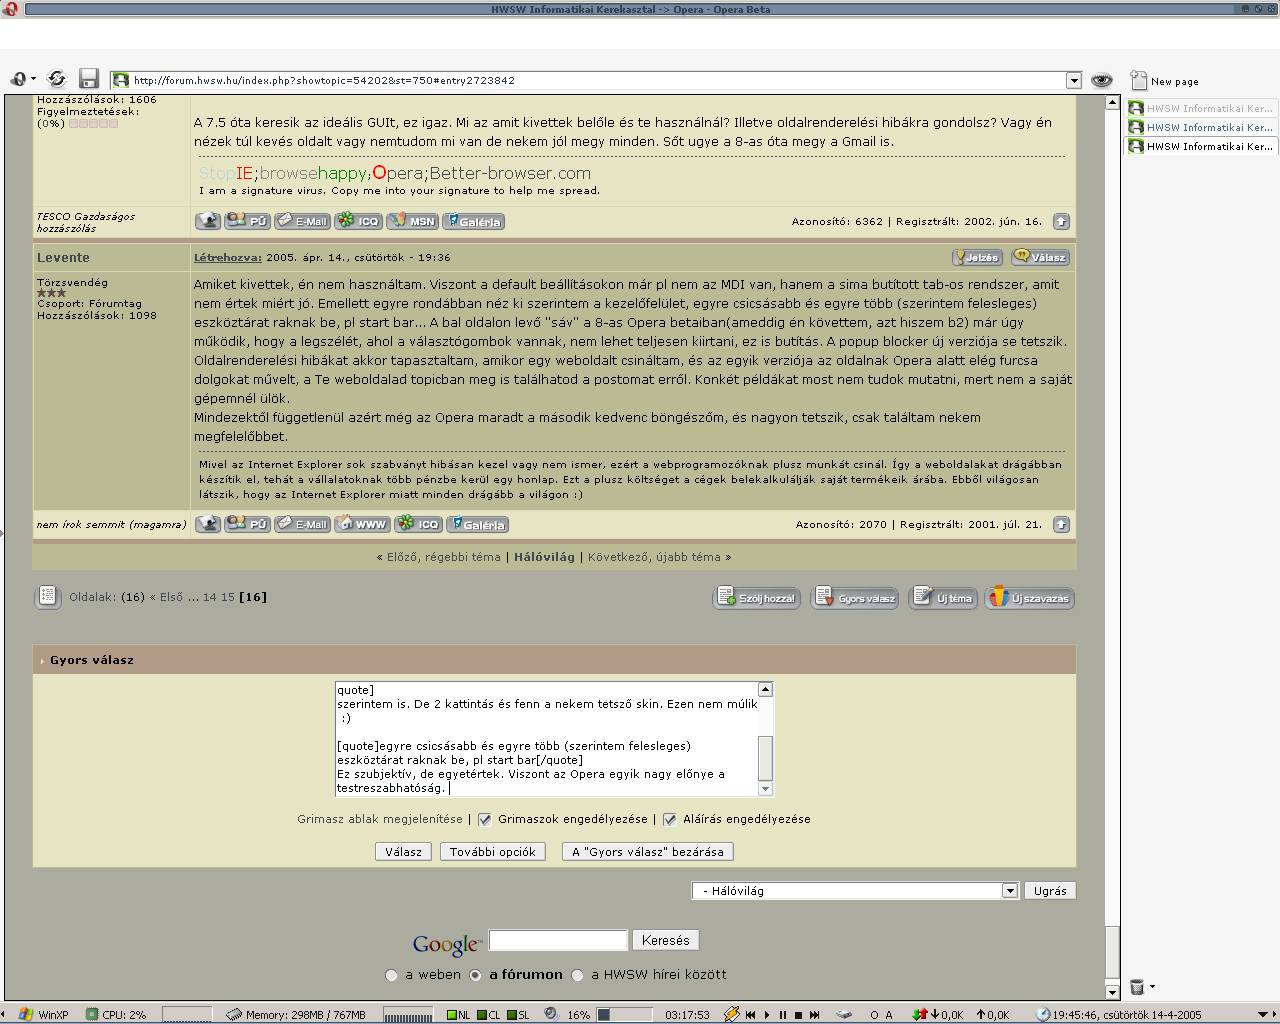 HWSW Informatikai Kerekasztal -> Opera - Opera Beta
http://forum.hwsw.hu/index.php?showtopic=54202&st=750#entry2723842
New page
HWSW Informatikai Ker...
HWSW Informatikai Ker...
HWSW Informatikai Ker...
Hozzászólások: 1606
Figyelmeztetések:
(0%)
A 7.5 óta keresik az ideális GUIt, ez igaz. Mi az amit kivettek belőle és te használnál? Illetve oldalrenderelési hibákra gondolsz? Vagy én
nézek túl kevés oldalt vagy nemtudom mi van de nekem jól megy minden. Sőt ugye a 8-as óta megy a Gmail is.
StopIE;browsehappy;Opera;Better-browser.com
I am a signature virus. Copy me into your signature to help me spread.
TESCO Gazdaságos
hozzászólás
PÜ E-Mail ICQ MSN Galéria
Azonosító: 6362 | Regisztrált: 2002. jún. 16.
Levente
Létrehozva: 2005. ápr. 14., csütörtök - 19:36
Jelzés Válasz
Törzsvendég
Csoport: Fórumtag
Hozzászólások: 1098
Amiket kivettek, én nem használtam. Viszont a default beállításokon már pl nem az MDI van, hanem a sima butított tab-os rendszer, amit
nem értek miért jó. Emellett egyre rondábban néz ki szerintem a kezelőfelület, egyre csicsásabb és egyre több (szerintem felesleges)
eszköztárat raknak be, pl start bar... A bal oldalon levő "sáv" a 8-as Opera betaiban(ameddig én követtem, azt hiszem b2) már úgy
működik, hogy a legszélét, ahol a választógombok vannak, nem lehet teljesen kiirtani, ez is butítás. A popup blocker új verziója se tetszik.
Oldalrenderelési hibákat akkor tapasztaltam, amikor egy weboldalt csináltam, és az egyik verziója az oldalnak Opera alatt elég furcsa
dolgokat művelt, a Te weboldalad topicban meg is találhatod a postomat erről. Konkét példákat most nem tudok mutatni, mert nem a saját
gépemnél ülök.
Mindezektől függetlenül azért még az Opera maradt a második kedvenc böngészőm, és nagyon tetszik, csak találtam nekem
megfelelőbbet.
Mivel az Internet Explorer sok szabványt hibásan kezel vagy nem ismer, ezért a webprogramozóknak plusz munkát csinál. Így a weboldalakat drágábban
készítik el, tehát a vállalatoknak több pénzbe kerül egy honlap. Ezt a plusz költséget a cégek belekalkulálják saját termékeik árába. Ebből világosan
látszik, hogy az Internet Explorer miatt minden drágább a világon :)
nem írok semmit (magamra)
PÜ E-Mail WWW ICQ Galéria
Azonosító: 2070 | Regisztrált: 2001. júl. 21.
« Előző, régebbi téma | Hálóvilág | Következő, újabb téma »
Oldalak: (16) « Első ... 14 15 [16]
Szólj hozzá! Gyors válasz Új téma Új szavazás
Gyors válasz
quote]
szerintem is. De 2 kattintás és fenn a nekem tetsző skin. Ezen nem múlik
:)
[quote]egyre csicsásabb és egyre több (szerintem felesleges)
eszköztárat raknak be, pl start bar[/quote]
Ez szubjektív, de egyetértek. Viszont az Opera egyik nagy előnye a
testreszabhatóság.
Grimasz ablak megjelenítése | Grimaszok engedélyezése | Aláírás engedélyezése
Válasz További opciók A "Gyors válasz" bezárása
- Hálóvilág Ugrás
Google Keresés
a weben a fórumon a HWSW hírei között
WinXP CPU: 2% Memory: 298MB / 767MB NL CL SL 16% 03:17:53 O A 0,0K 0,0K 19:45:46, csütörtök 14-4-2005